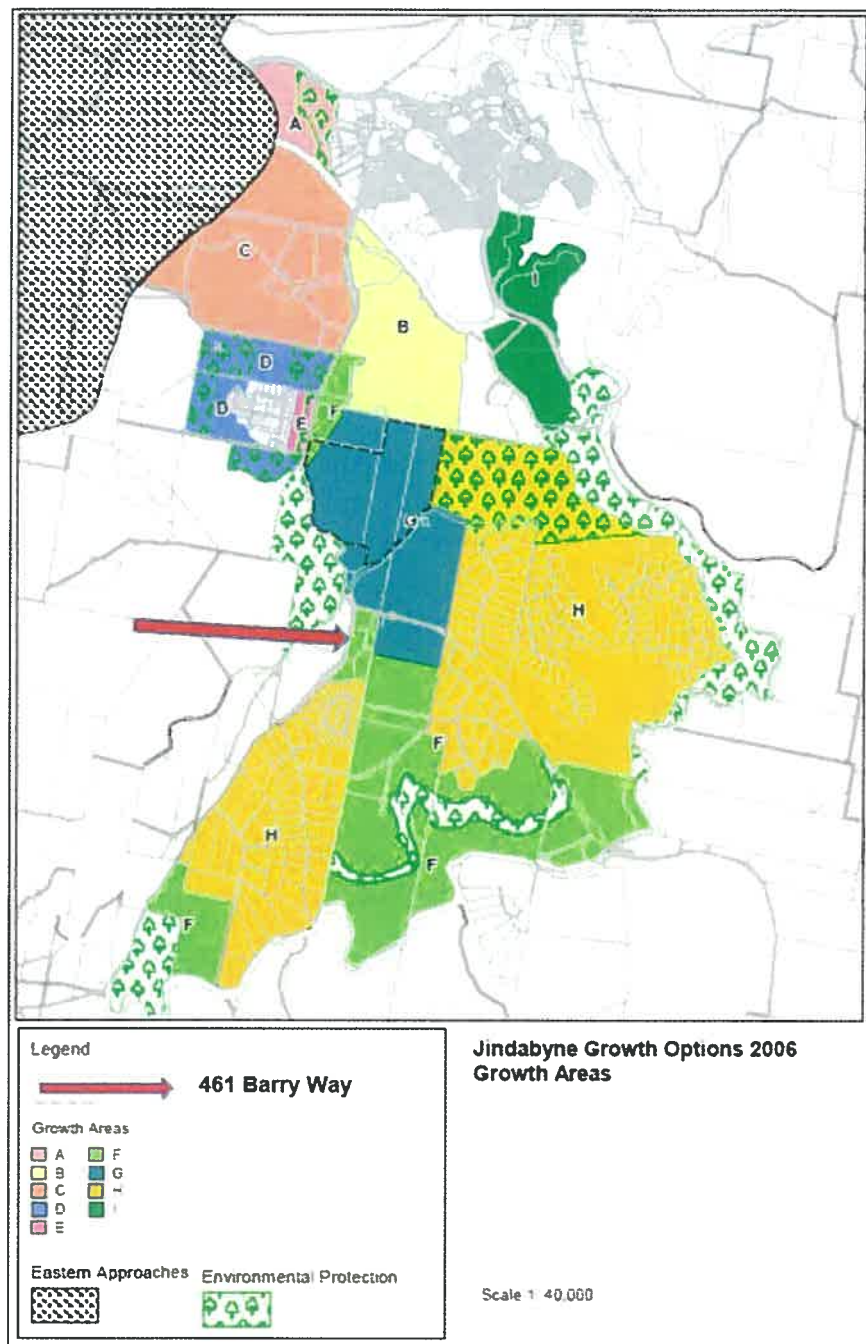 A
C
I
B
D
D
E
F
G
H
F
H
F
F
Legend
461 Barry Way
Growth Areas
A
F
B
G
C
D
E
Eastern Approaches
Environmental Protection
Jindabyne Growth Options 2006
Growth Areas
Scale 1: 40,000